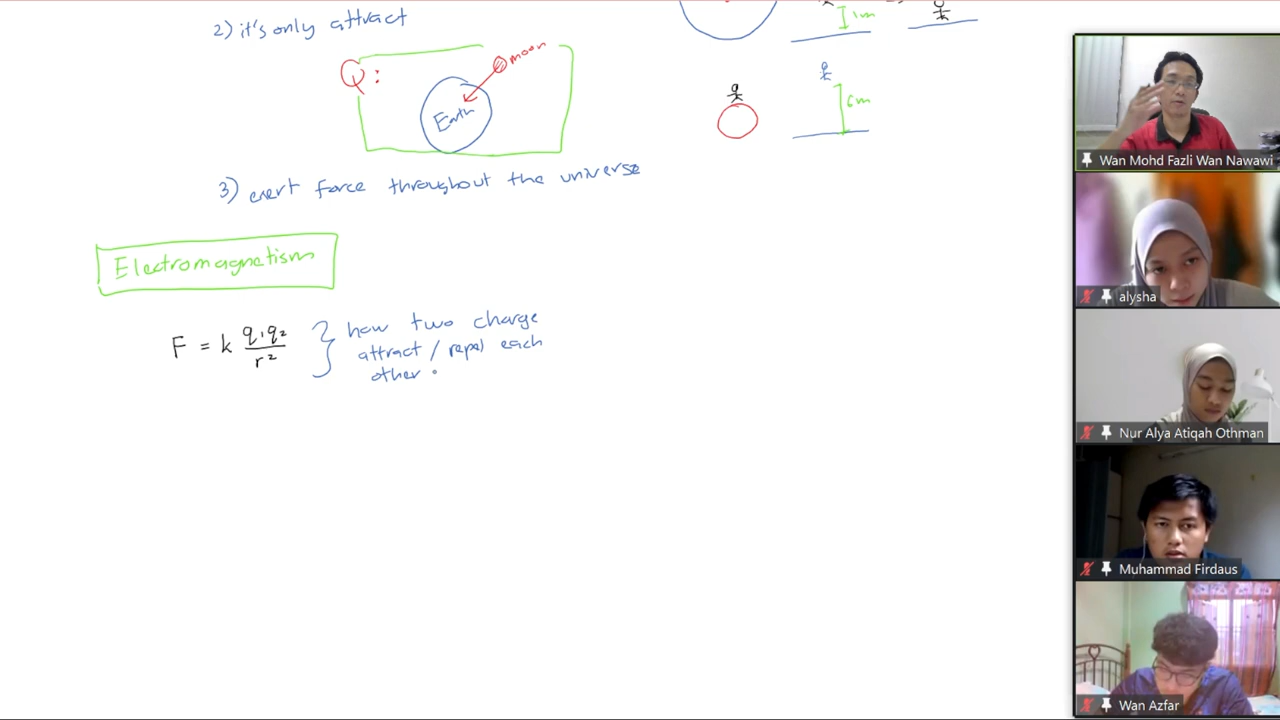 2) it's only attract
Q:
moon
Earth
1m
6m
3) exert force throughout the universe
Electromagnetism
F = k q1q2 / r²
how two charge
attract / repel each
other.
Wan Mohd Fazli Wan Nawawi
alysha
Nur Alya Atiqah Othman
Muhammad Firdaus
Wan Azfar